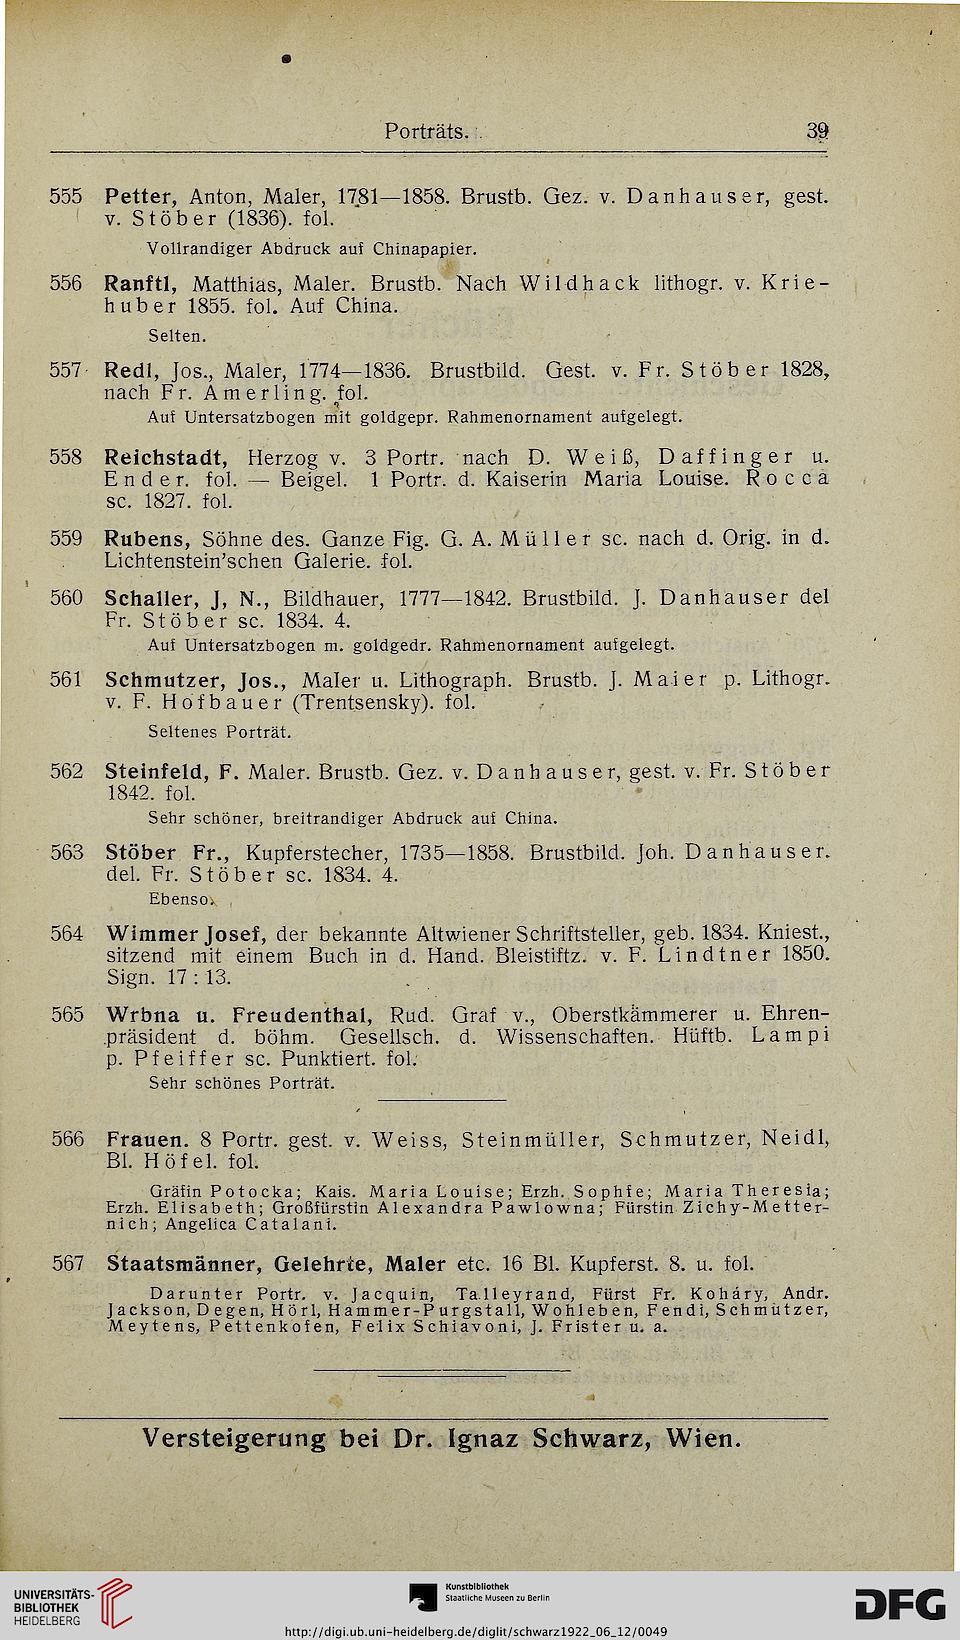 Porträts. 39
555 Petter, Anton, Maler, 1781—1858. Brustb. Gez. v. Danhauser, gest.
v. Stöber (1836). fol.
Vollrandiger Abdruck auf Chinapapier.
556 Ranftl, Matthias, Maler. Brustb. Nach Wildhack lithogr. v. Krie-
huber 1855. fol. Auf China.
Selten.
557 Redl, Jos., Maler, 1774—1836. Brustbild. Gest. v. Fr. Stöber 1828,
nach Fr. Amerling. fol.
Auf Untersatzbogen mit goldgepr. Rahmenornament aufgelegt.
558 Reichstadt, Herzog v. 3 Portr. nach D. Weiß, Daffinger u.
Ender. fol. — Beigel. 1 Portr. d. Kaiserin Maria Louise. Rocca
sc. 1827. fol.
559 Rubens, Söhne des. Ganze Fig. G. A. Müller sc. nach d. Orig. in d.
Lichtenstein'schen Galerie. fol.
560 Schaller, J, N., Bildhauer, 1777—1842. Brustbild. J. Danhauser del
Fr. Stöber sc. 1834. 4.
Auf Untersatzbogen m. goldgedr. Rahmenornament aufgelegt.
561 Schmutzer, Jos., Maler u. Lithograph. Brustb. J. Maier p. Lithogr.
v. F. Hofbauer (Trentsensky). fol.
Seltenes Porträt.
562 Steinfeld, F. Maler. Brustb. Gez. v. Danhauser, gest. v. Fr. Stöber
1842. fol.
Sehr schöner, breitrandiger Abdruck auf China.
563 Stöber Fr., Kupferstecher, 1735—1858. Brustbild. Joh. Danhauser.
del. Fr. Stöber sc. 1834. 4.
Ebenso.
564 Wimmer Josef, der bekannte Altwiener Schriftsteller, geb. 1834. Kniest.,
sitzend mit einem Buch in d. Hand. Bleistiftz. v. F. Lindtner 1850.
Sign. 17 : 13.
565 Wrbna u. Freudenthal, Rud. Graf v., Oberstkämmerer u. Ehren-
präsident d. böhm. Gesellsch. d. Wissenschaften. Hüftb. Lampi
p. Pfeiffer sc. Punktiert. fol.
Sehr schönes Porträt.
566 Frauen. 8 Portr. gest. v. Weiss, Steinmüller, Schmutzer, Neidl,
Bl. Höfel. fol.
Gräfin Potocka; Kais. Maria Louise; Erzh. Sophie; Maria Theresia;
Erzh. Elisabeth; Großfürstin Alexandra Pawlowna; Fürstin Zichy-Metter-
nich; Angelica Catalani.
567 Staatsmänner, Gelehrte, Maler etc. 16 Bl. Kupferst. 8. u. fol.
Darunter Portr. v. Jacquin, Talleyrand, Fürst Fr. Koháry, Andr.
Jackson, Degen, Hörl, Hammer-Purgstall, Wohleben, Fendi, Schmutzer,
Meytens, Pettenkofen, Felix Schiavoni, J. Frister u. a.
Versteigerung bei Dr. Ignaz Schwarz, Wien.
UNIVERSITÄTS-
BIBLIOTHEK
HEIDELBERG
Kunstbibliothek
Staatliche Museen zu Berlin
DFG
http://digi.ub.uni-heidelberg.de/diglit/schwarz1922_06_12/0049